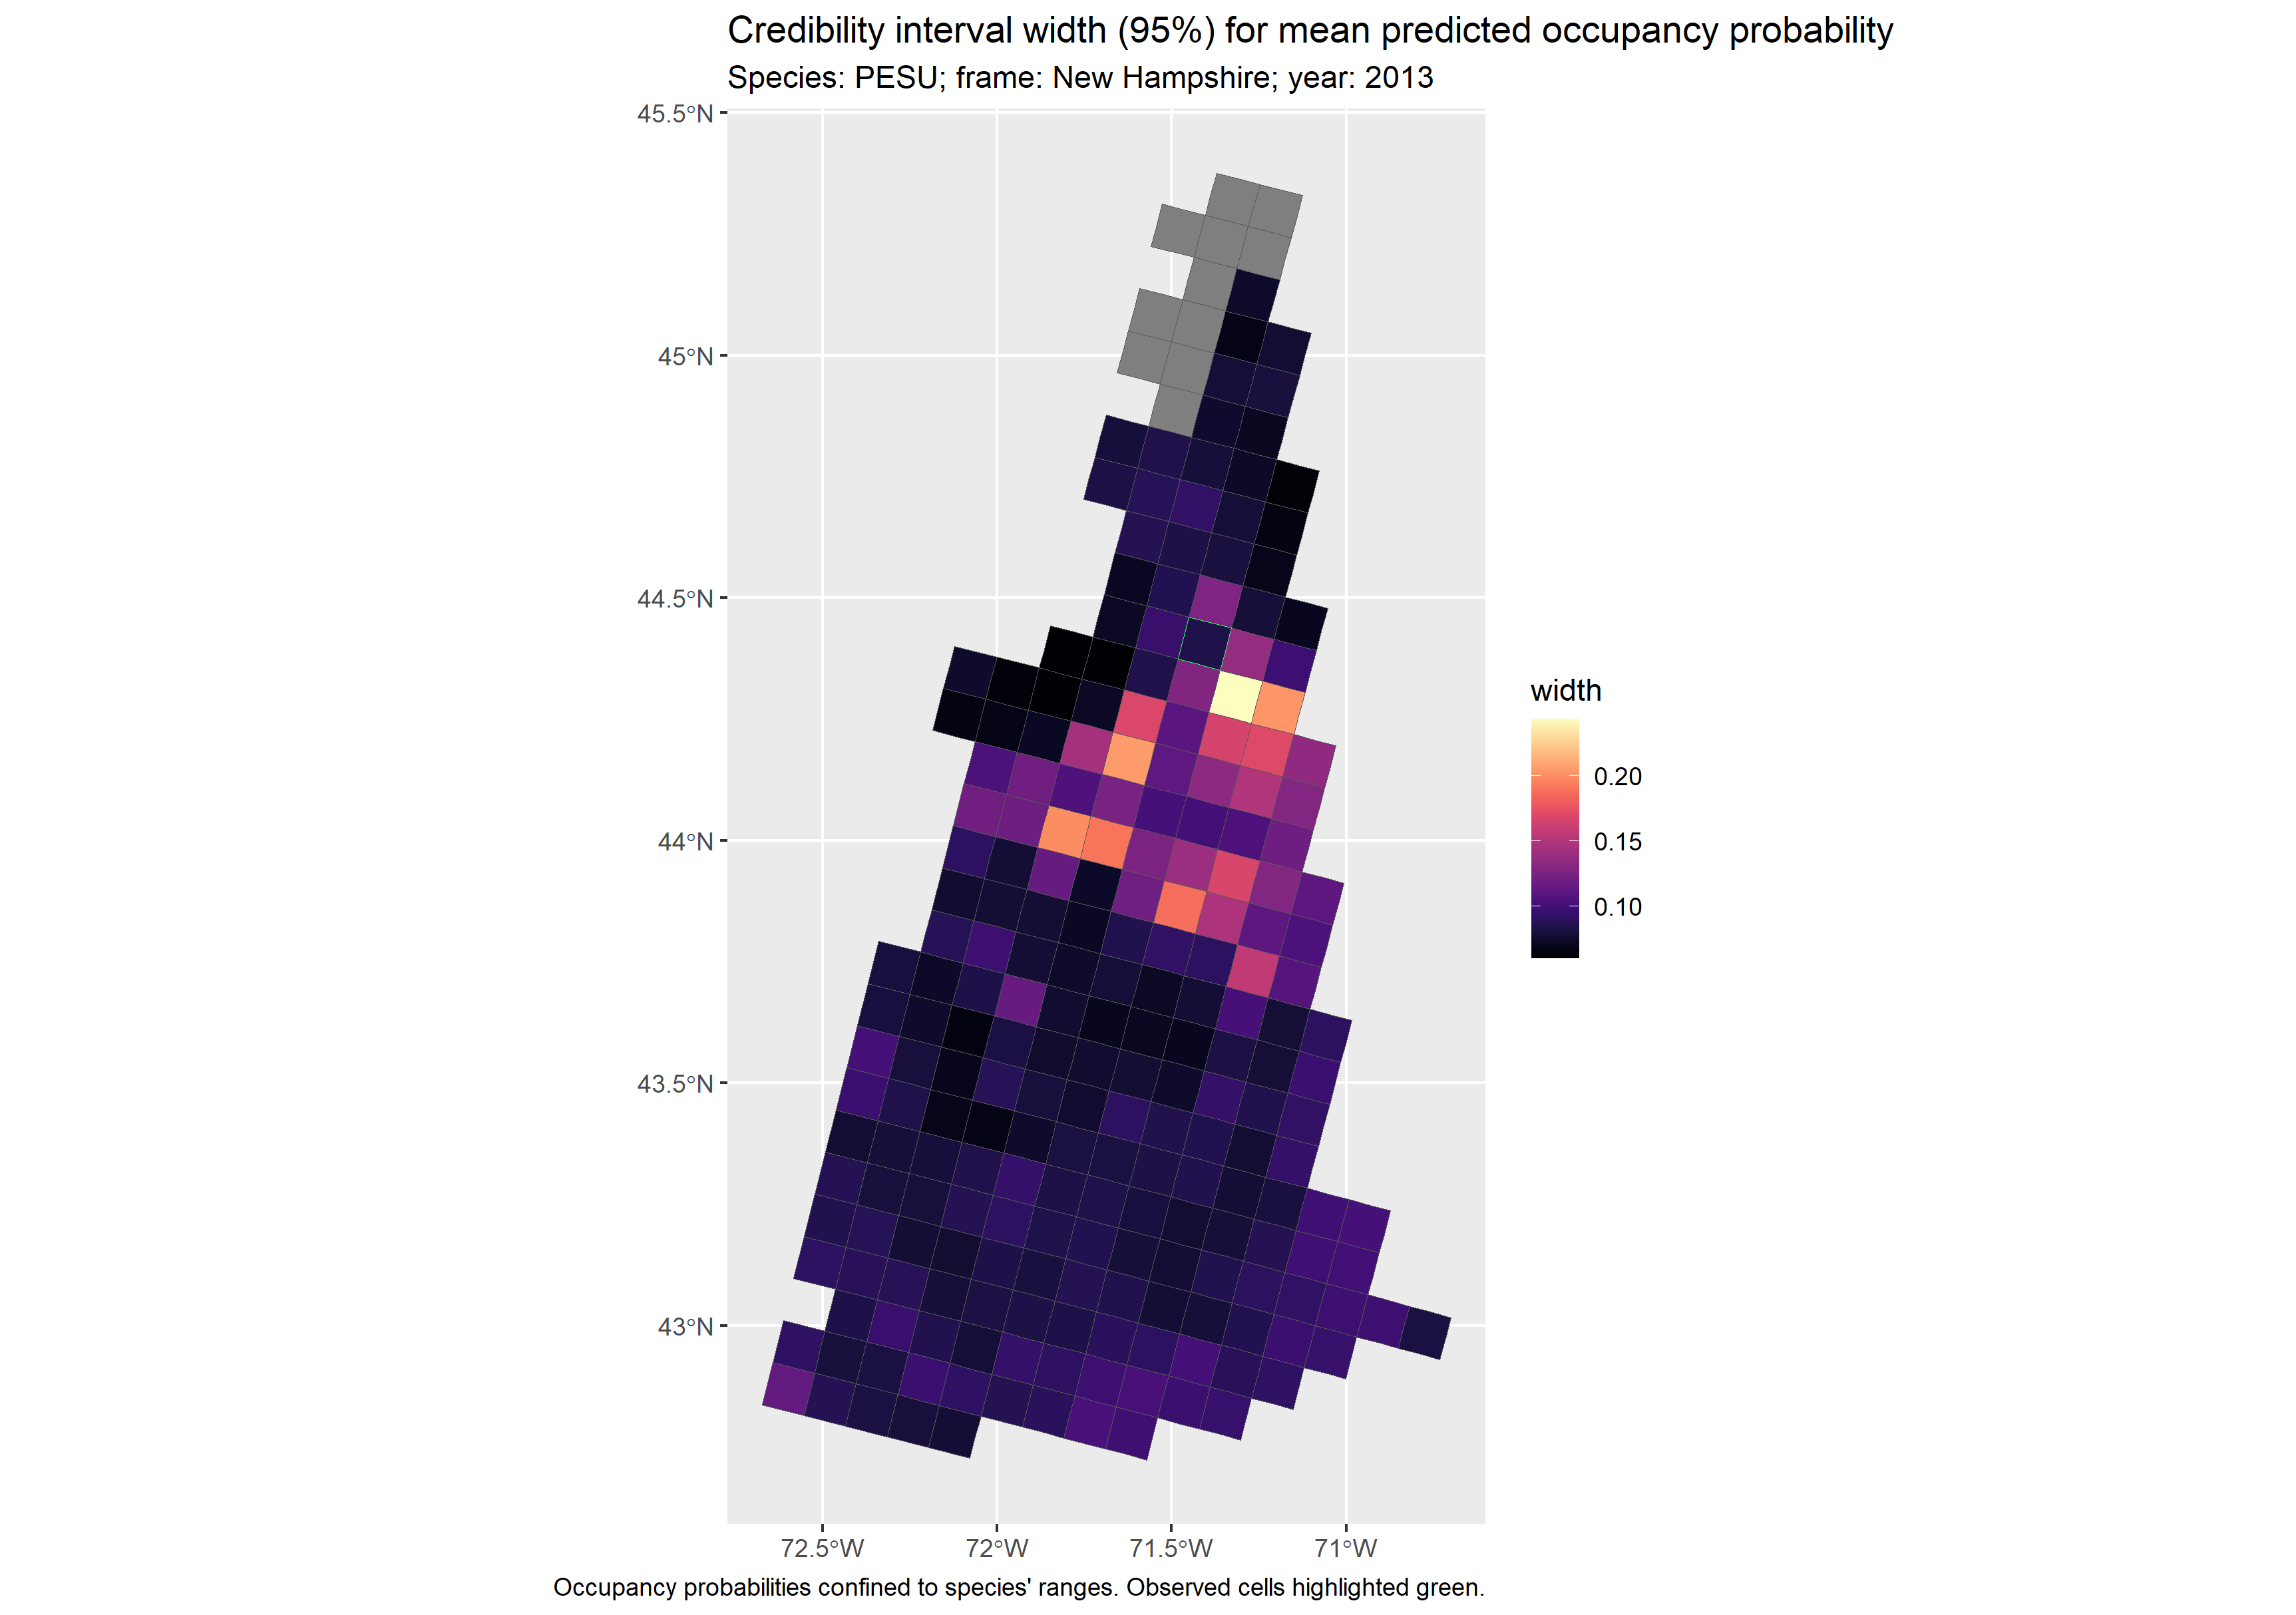 Credibility interval width (95%) for mean predicted occupancy probability
Species: PESU; frame: New Hampshire; year: 2013
45.5°N
45°N
44.5°N
44°N
43.5°N
43°N
72.5°W
72°W
71.5°W
71°W
width
0.20
0.15
0.10
Occupancy probabilities confined to species' ranges. Observed cells highlighted green.